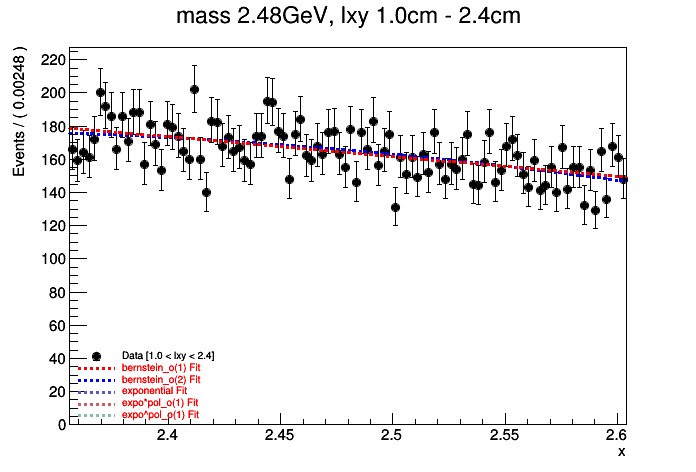 mass 2.48GeV, lxy 1.0cm - 2.4cm
Events / ( 0.00248 )
220
200
180
160
140
120
100
80
60
40
20
0
Data [1.0 < lxy < 2.4]
bernstein_o(1) Fit
bernstein_o(2) Fit
exponential Fit
expo*pol_o(1) Fit
expo^pol_o(1) Fit
2.4
2.45
2.5
2.55
2.6
x